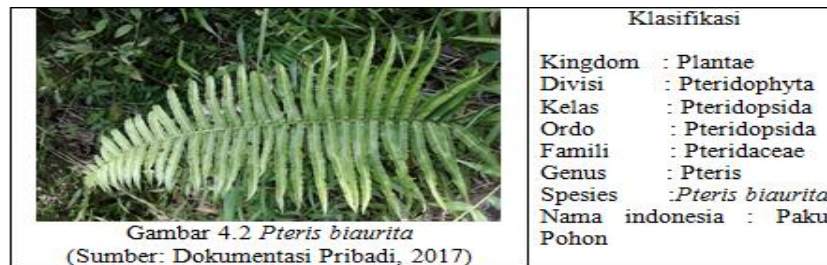 Gambar 4.2 Pteris biaurita
(Sumber: Dokumentasi Pribadi, 2017)
Klasifikasi
Kingdom : Plantae
Divisi : Pteridophyta
Kelas : Pteridopsida
Ordo : Pteridopsida
Famili : Pteridaceae
Genus : Pteris
Spesies :Pteris biaurita
Nama indonesia : Paku
Pohon